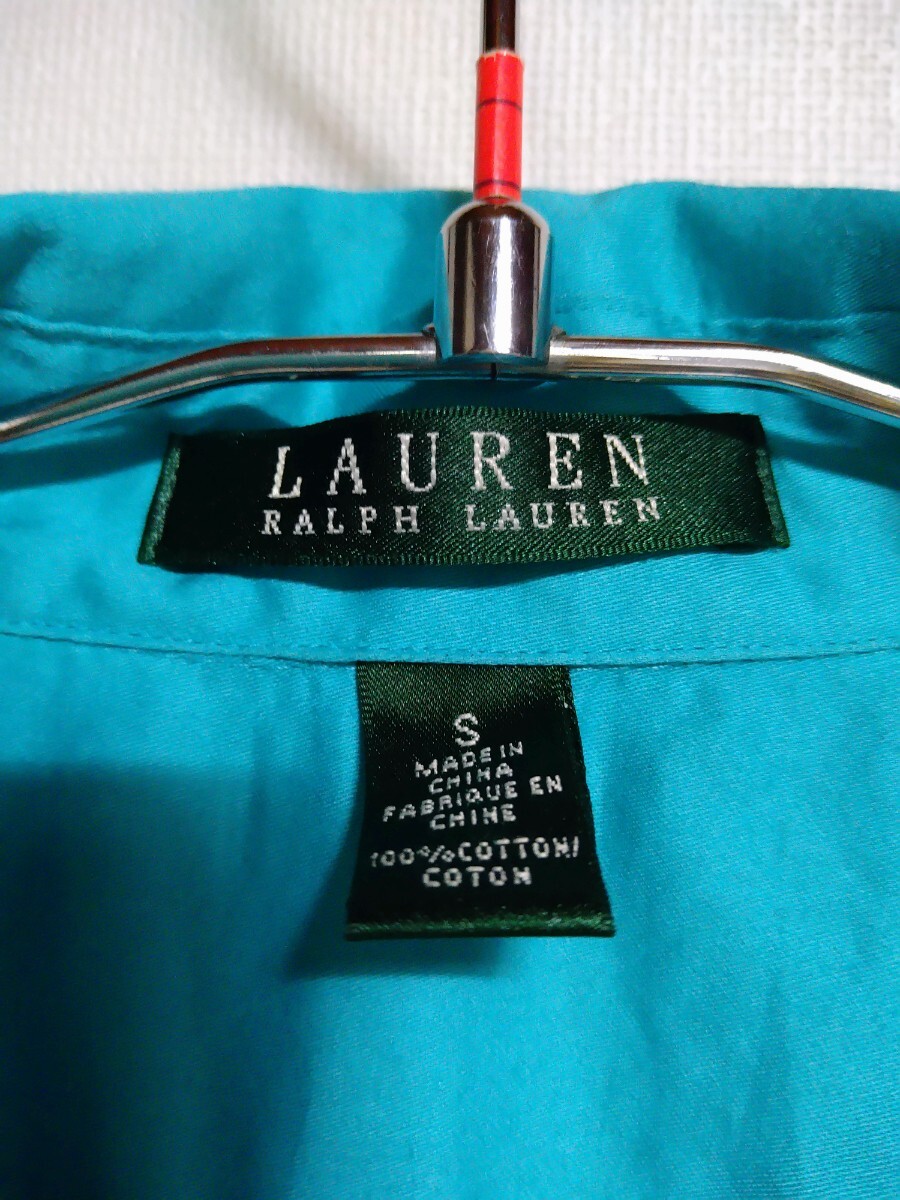 LAUREN
RALPH LAUREN
S
MADE IN
CHINA
FABRIQUE EN
CHINE
100%COTTON/
COTON